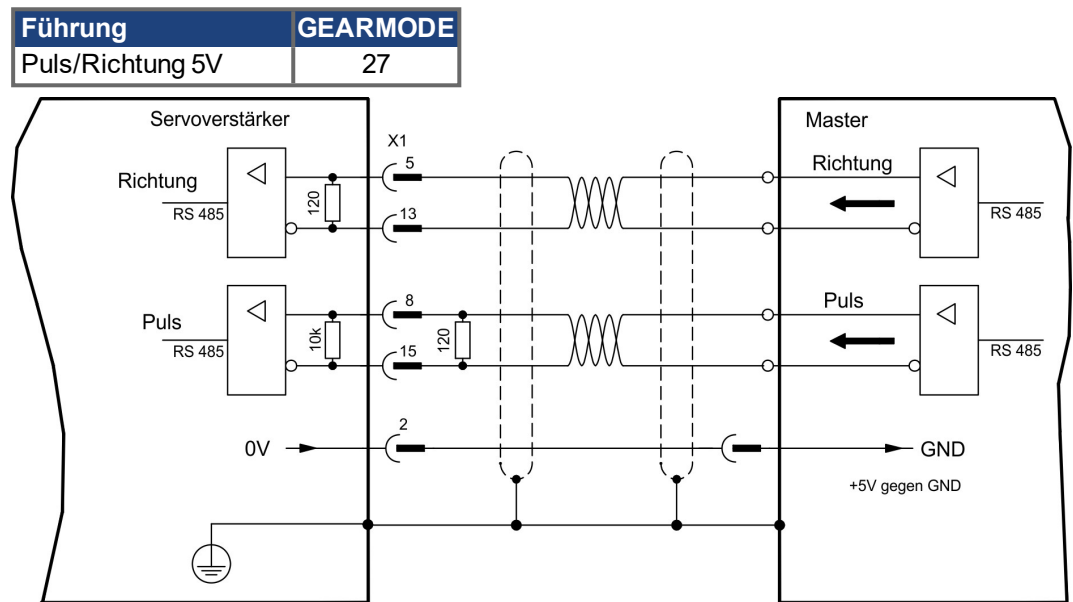 Führung GEARMODE
Puls/Richtung 5V 27
Servoverstärker
Master
X1
Richtung
RS 485
120
5
13
Richtung
RS 485
Puls
RS 485
10k
8
15
120
Puls
RS 485
0V
2
GND
+5V gegen GND